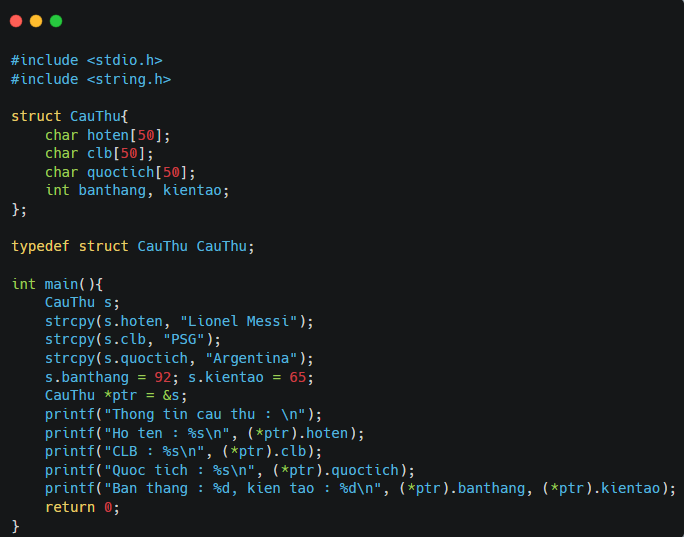 #include <stdio.h>
#include <string.h>

struct CauThu{
    char hoten[50];
    char clb[50];
    char quoctich[50];
    int banthang, kientao;
};

typedef struct CauThu CauThu;

int main(){
    CauThu s;
    strcpy(s.hoten, "Lionel Messi");
    strcpy(s.clb, "PSG");
    strcpy(s.quoctich, "Argentina");
    s.banthang = 92; s.kientao = 65;
    CauThu *ptr = &s;
    printf("Thong tin cau thu : \n");
    printf("Ho ten : %s\n", (*ptr).hoten);
    printf("CLB : %s\n", (*ptr).clb);
    printf("Quoc tich : %s\n", (*ptr).quoctich);
    printf("Ban thang : %d, kien tao : %d\n", (*ptr).banthang, (*ptr).kientao);
    return 0;
}